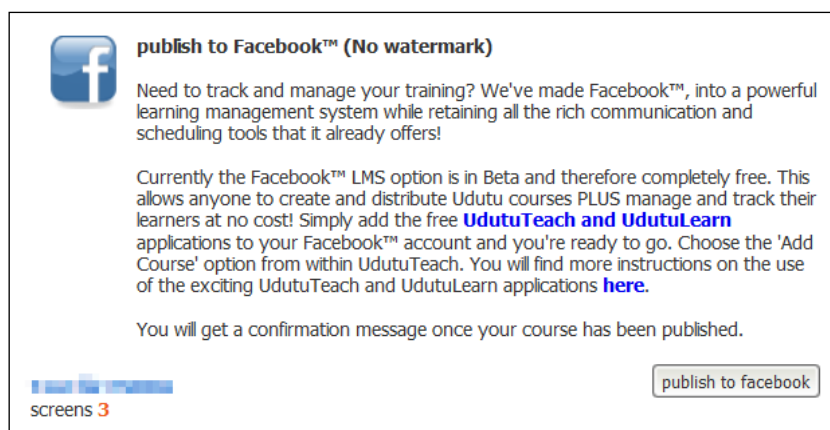 publish to Facebook™ (No watermark)
Need to track and manage your training? We've made Facebook™, into a powerful
learning management system while retaining all the rich communication and
scheduling tools that it already offers!
Currently the Facebook™ LMS option is in Beta and therefore completely free. This
allows anyone to create and distribute Udutu courses PLUS manage and track their
learners at no cost! Simply add the free UdutuTeach and UdutuLearn
applications to your Facebook™ account and you're ready to go. Choose the 'Add
Course' option from within UdutuTeach. You will find more instructions on the use
of the exciting UdutuTeach and UdutuLearn applications here.
You will get a confirmation message once your course has been published.
publish to facebook
screens 3